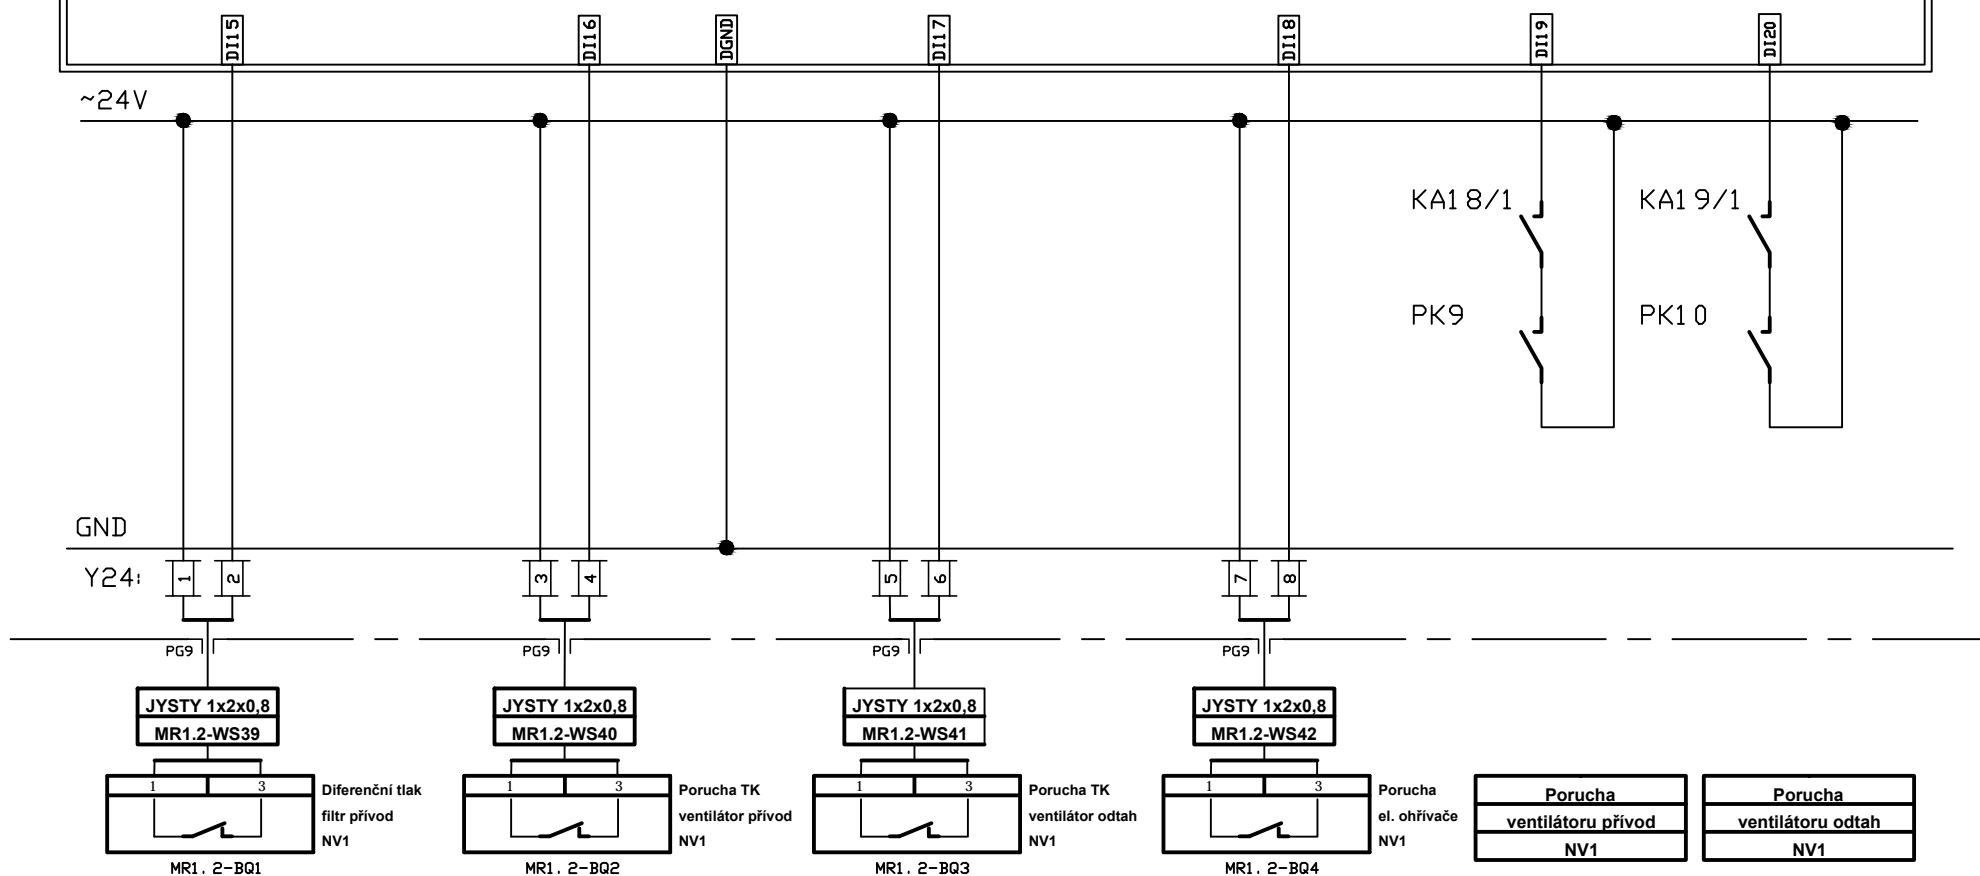 DI15 DI16 DGND DI17 DI18 DI19 DI20
~24V
KA18/1 KA19/1
PK9 PK10
GND
Y24: 1 2 3 4 5 6 7 8
PG9 PG9 PG9 PG9
JYSTY 1x2x0,8 JYSTY 1x2x0,8 JYSTY 1x2x0,8 JYSTY 1x2x0,8
MR1.2-WS39 MR1.2-WS40 MR1.2-WS41 MR1.2-WS42
1 3 1 3 1 3 1 3
Diferenční tlak
filtr přívod
NV1
Porucha TK
ventilátor přívod
NV1
Porucha TK
ventilátor odtah
NV1
Porucha
el. ohříváče
NV1
Porucha
ventilátoru přívod
NV1
Porucha
ventilátoru odtah
NV1
MR1.2-BQ1 MR1.2-BQ2 MR1.2-BQ3 MR1.2-BQ4